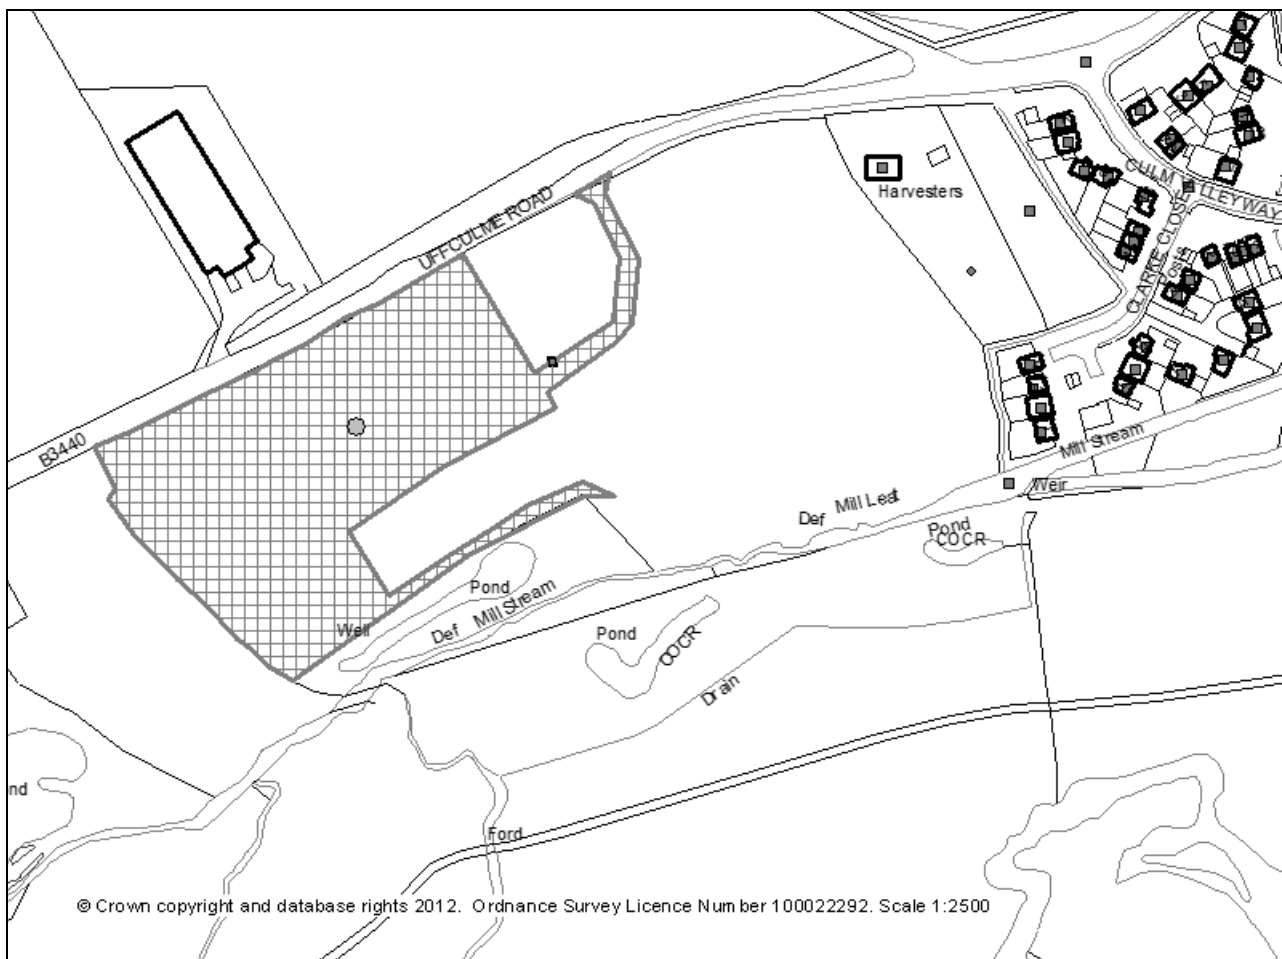 CULM VALLEY WAY
Harvesters
UFFCULME ROAD
CLARKE CLOSE
Posts
B3440
Mill Stream
Weir
Mill Leat
Def
Pond
COCR
Pond
Mill Stream
Def
Well
Pond
COCR
Drain
nd
Ford
© Crown copyright and database rights 2012. Ordnance Survey Licence Number 100022292. Scale 1:2500